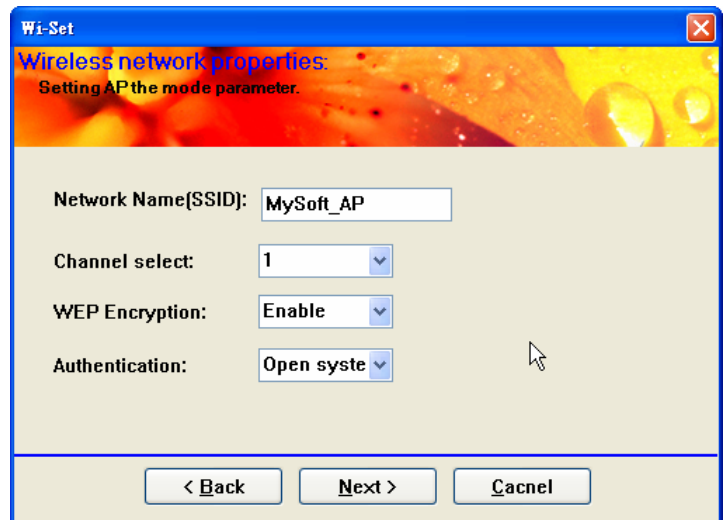 Wi-Set
Wireless network properties:
Setting AP the mode parameter.
Network Name(SSID): MySoft_AP
Channel select: 1
WEP Encryption: Enable
Authentication: Open syste
< Back Next > Cacnel